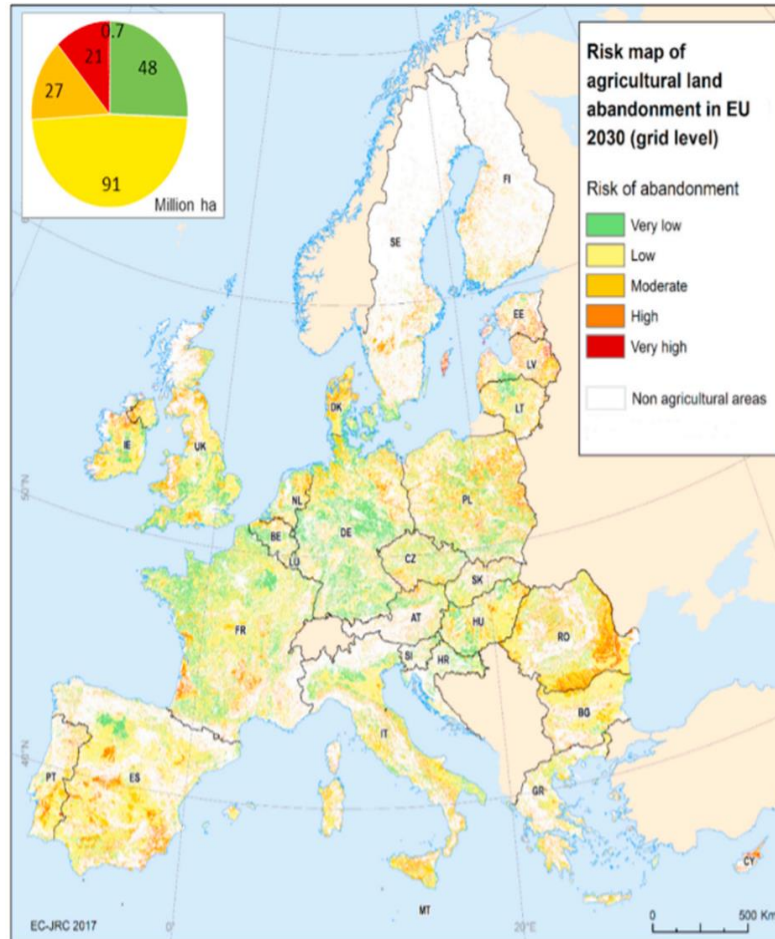 0.7
21
48
27
91
Million ha
Risk map of
agricultural land
abandonment in EU
2030 (grid level)
Risk of abandonment
Very low
Low
Moderate
High
Very high
Non agricultural areas
FI
SE
EE
LV
DK
LT
IE
UK
50°N
NL
PL
DE
BE
LU
CZ
SK
FR
AT
HU
RO
SI
HR
BG
IT
40°N
PT
ES
GR
CY
MT
EC-JRC 2017
0°
20°E
0
500 Km